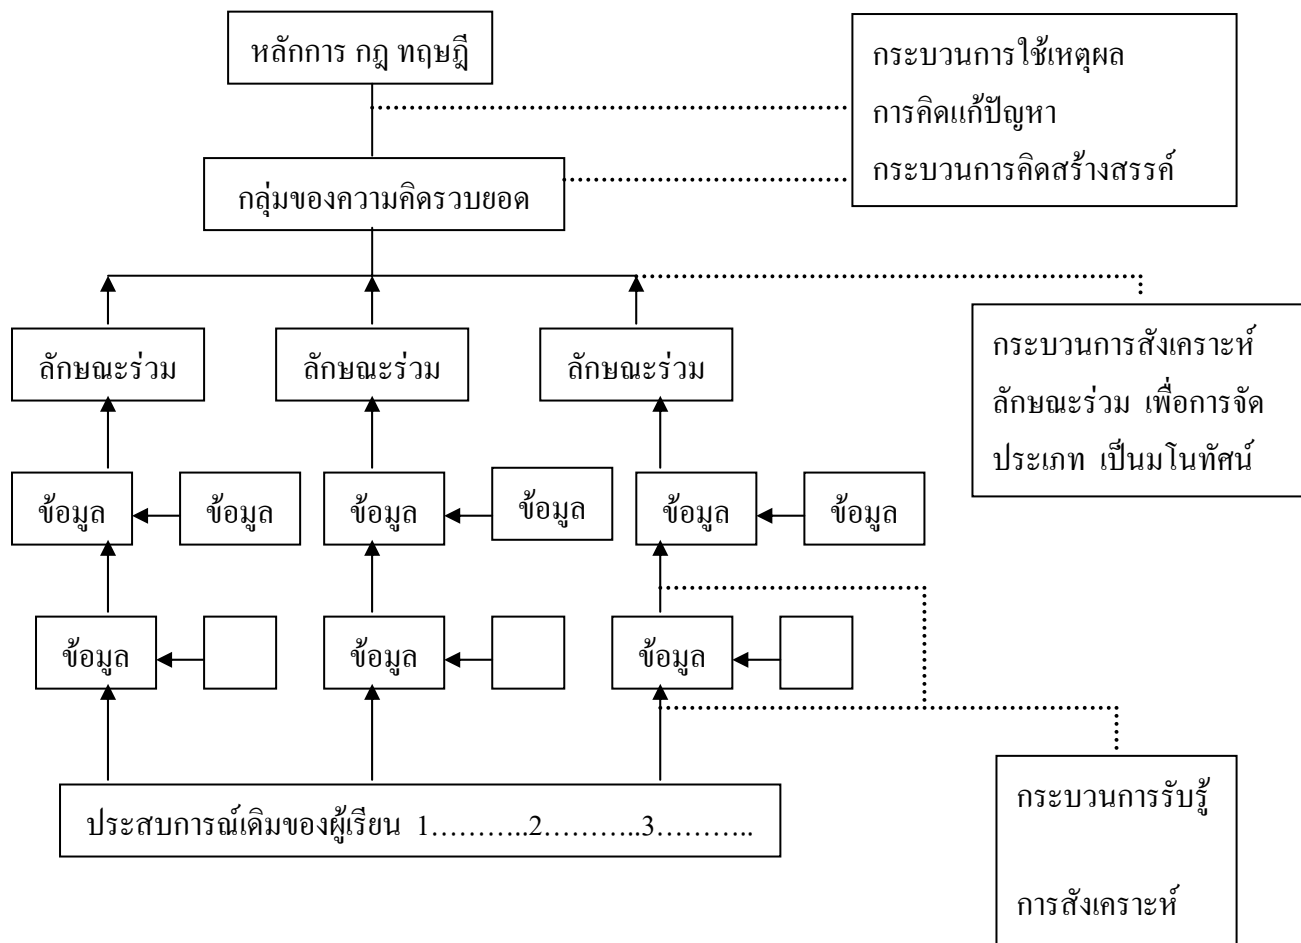 หลักการ กฎ ทฤษฎี
กระบวนการใช้เหตุผล
การคิดแก้ปัญหา
กระบวนการคิดสร้างสรรค์
กลุ่มของความคิดรวบยอด
ลักษณะร่วม
ลักษณะร่วม
ลักษณะร่วม
กระบวนการสังเคราะห์
ลักษณะร่วม เพื่อการจัด
ประเภท เป็นมโนทัศน์
ข้อมูล
ข้อมูล
ข้อมูล
ข้อมูล
ข้อมูล
ข้อมูล
ข้อมูล
ข้อมูล
ข้อมูล
ประสบการณ์เดิมของผู้เรียน 1………..2………..3………..
กระบวนการรับรู้
การสังเคราะห์